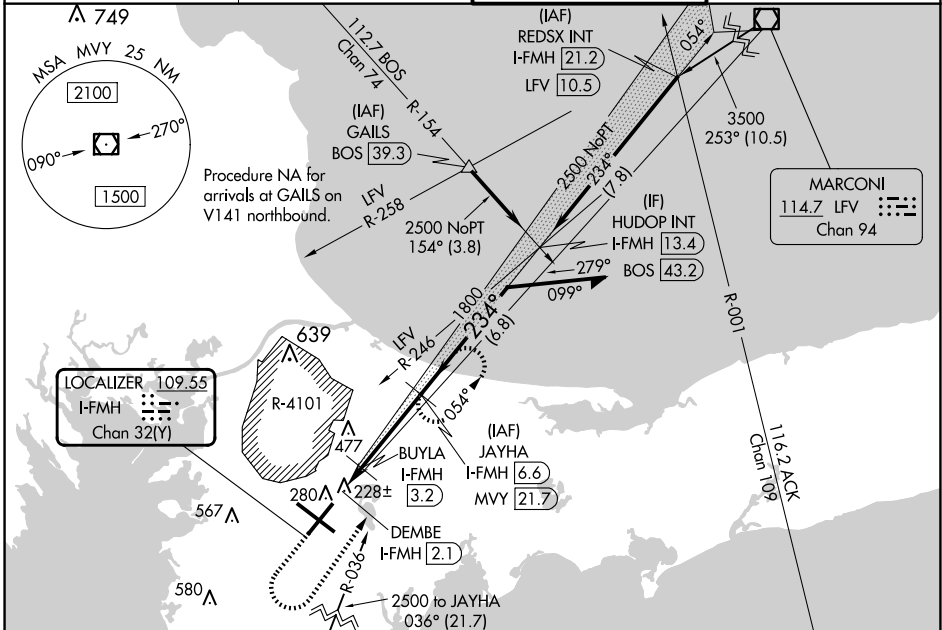 749
MSA MVY 25 NM
2100
270°
090°
1500
Procedure NA for
arrivals at GAILS on
V141 northbound.
112.7 BOS
Chan 74
R-154
(IAF)
GAILS
BOS 39.3
LFV
R-258
2500 NoPT
154° (3.8)
(IAF)
REDSX INT
I-FMH 21.2
LFV 10.5
054°
3500
253° (10.5)
2500 NoPT
234°
(7.8)
MARCONI
114.7 LFV
Chan 94
(IF)
HUDOP INT
I-FMH 13.4
BOS 43.2
279°
099°
R-001
116.2 ACK
Chan 109
1800
234°
(6.8)
LFV
R-246
054°
639
R-4101
LOCALIZER 109.55
I-FMH
Chan 32(Y)
477
BUYLA
I-FMH
3.2
(IAF)
JAYHA
I-FMH 6.6
MVY 21.7
280
228±
567
DEMBE
I-FMH 2.1
R-036
580
2500 to JAYHA
036° (21.7)